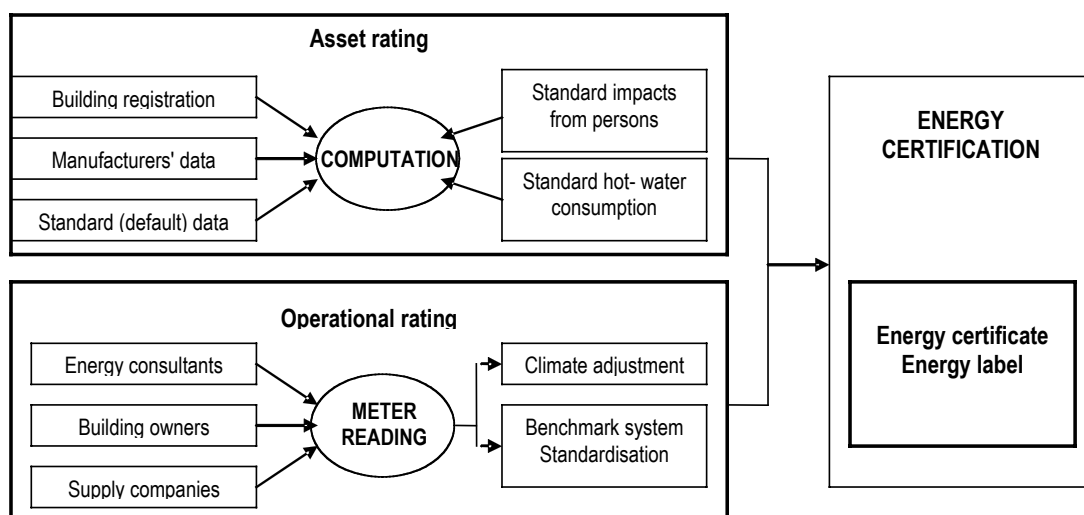 Asset rating
Building registration
Manufacturers' data
Standard (default) data
COMPUTATION
Standard impacts
from persons
Standard hot- water
consumption
Operational rating
Energy consultants
Building owners
Supply companies
METER
READING
Climate adjustment
Benchmark system
Standardisation
ENERGY
CERTIFICATION
Energy certificate
Energy label